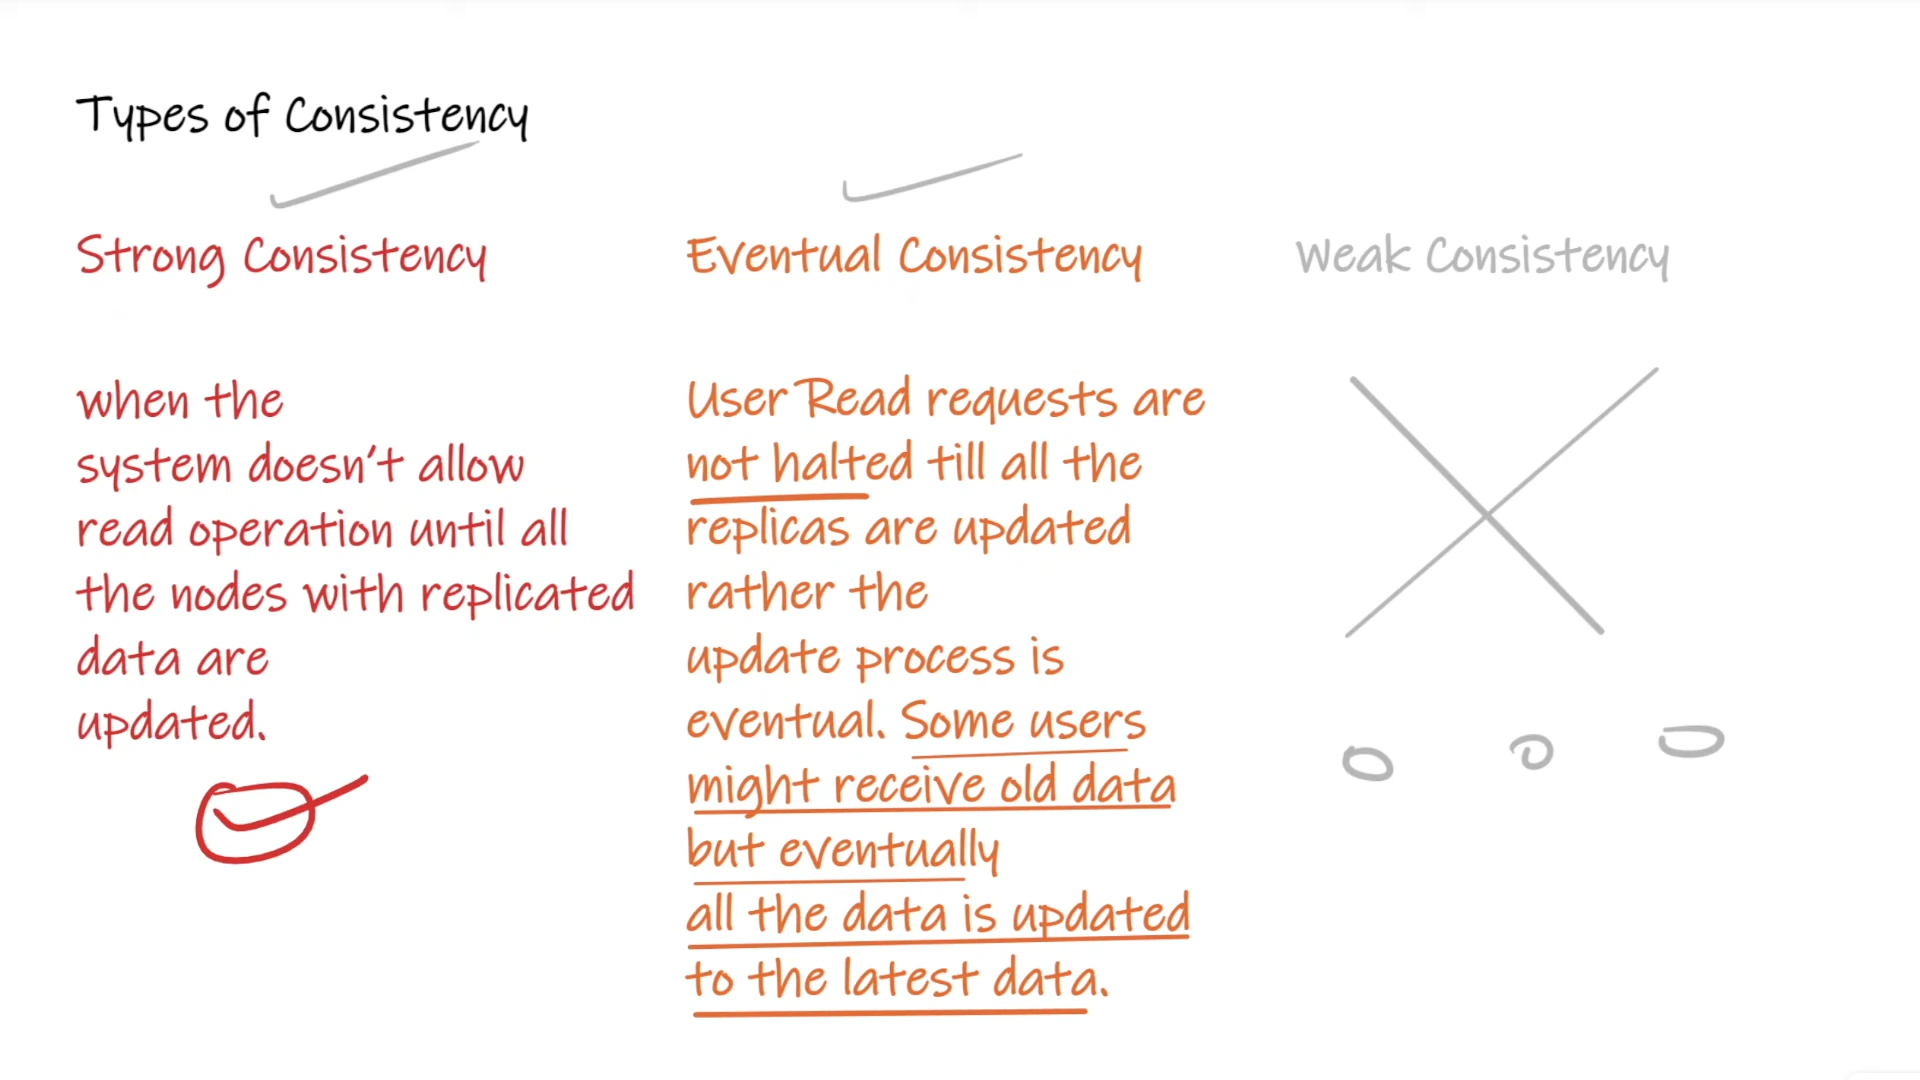 Types of Consistency
Strong Consistency
when the
system doesn't allow
read operation until all
the nodes with replicated
data are
updated.
Eventual Consistency
User Read requests are
not halted till all the
replicas are updated
rather the
update process is
eventual. Some users
might receive old data
but eventually
all the data is updated
to the latest data.
Weak Consistency